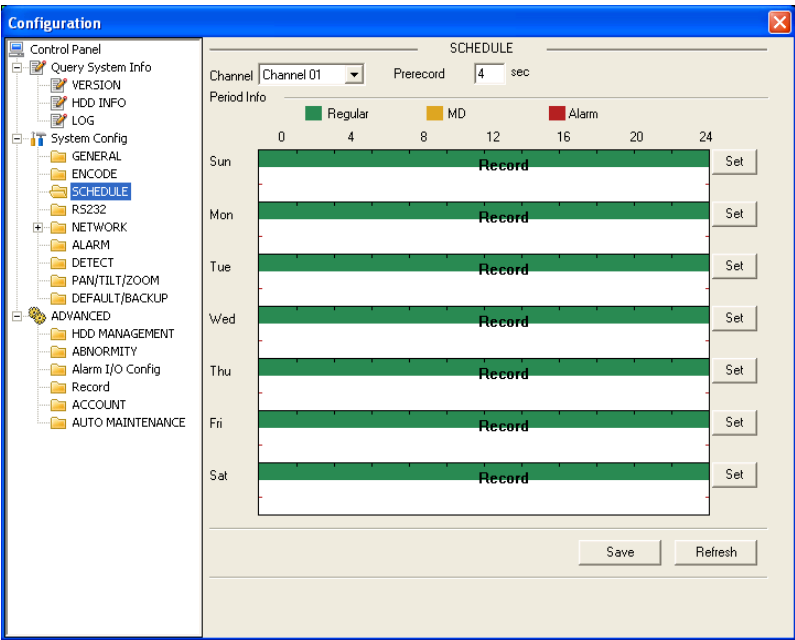 Configuration
Control Panel
Query System Info
VERSION
HDD INFO
LOG
System Config
GENERAL
ENCODE
SCHEDULE
RS232
NETWORK
ALARM
DETECT
PAN/TILT/ZOOM
DEFAULT/BACKUP
ADVANCED
HDD MANAGEMENT
ABNORMITY
Alarm I/O Config
Record
ACCOUNT
AUTO MAINTENANCE
SCHEDULE
Channel Channel 01 Prerecord 4 sec
Period Info
Regular MD Alarm
0 4 8 12 16 20 24
Sun Record Set
Mon Record Set
Tue Record Set
Wed Record Set
Thu Record Set
Fri Record Set
Sat Record Set
Save Refresh